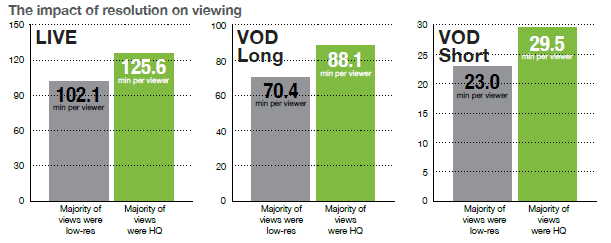 The impact of resolution on viewing
LIVE
150
120
90
60
30
0
102.1
min per viewer
125.6
min per viewer
Majority of
views were
low-res
Majority of
views
were HQ
VOD
Long
100
80
60
40
20
0
70.4
min per viewer
88.1
min per viewer
Majority of
views were
low-res
Majority of
views
were HQ
VOD
Short
30
25
20
15
10
5
0
23.0
min per viewer
29.5
min per viewer
Majority of
views were
low-res
Majority of
views
were HQ